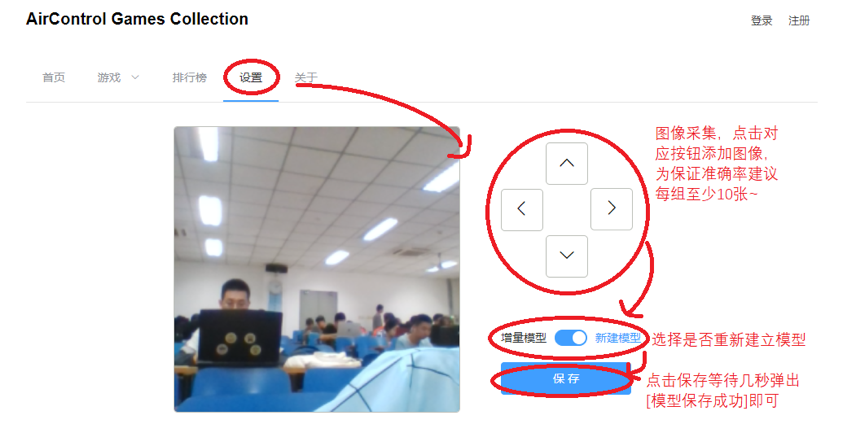 AirControl Games Collection
登录 注册
首页 游戏 排行榜 设置 关于
图像采集，点击对
应按钮添加图像，
为保证准确率建议
每组至少10张~
增量模型 新建模型
选择是否重新建立模型
保存
点击保存等待几秒弹出
[模型保存成功]即可